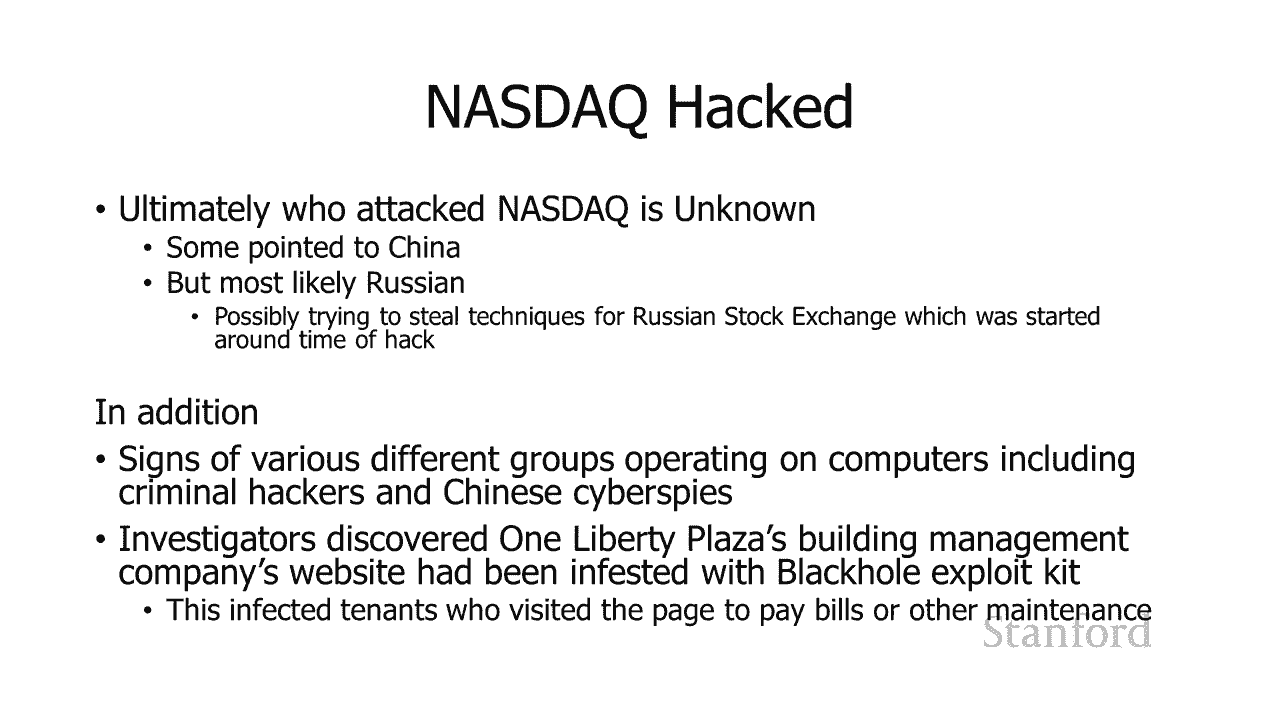 NASDAQ Hacked
• Ultimately who attacked NASDAQ is Unknown
• Some pointed to China
• But most likely Russian
• Possibly trying to steal techniques for Russian Stock Exchange which was started
around time of hack
In addition
• Signs of various different groups operating on computers including
criminal hackers and Chinese cyberspies
• Investigators discovered One Liberty Plaza’s building management
company’s website had been infested with Blackhole exploit kit
• This infected tenants who visited the page to pay bills or other maintenance
Stanford